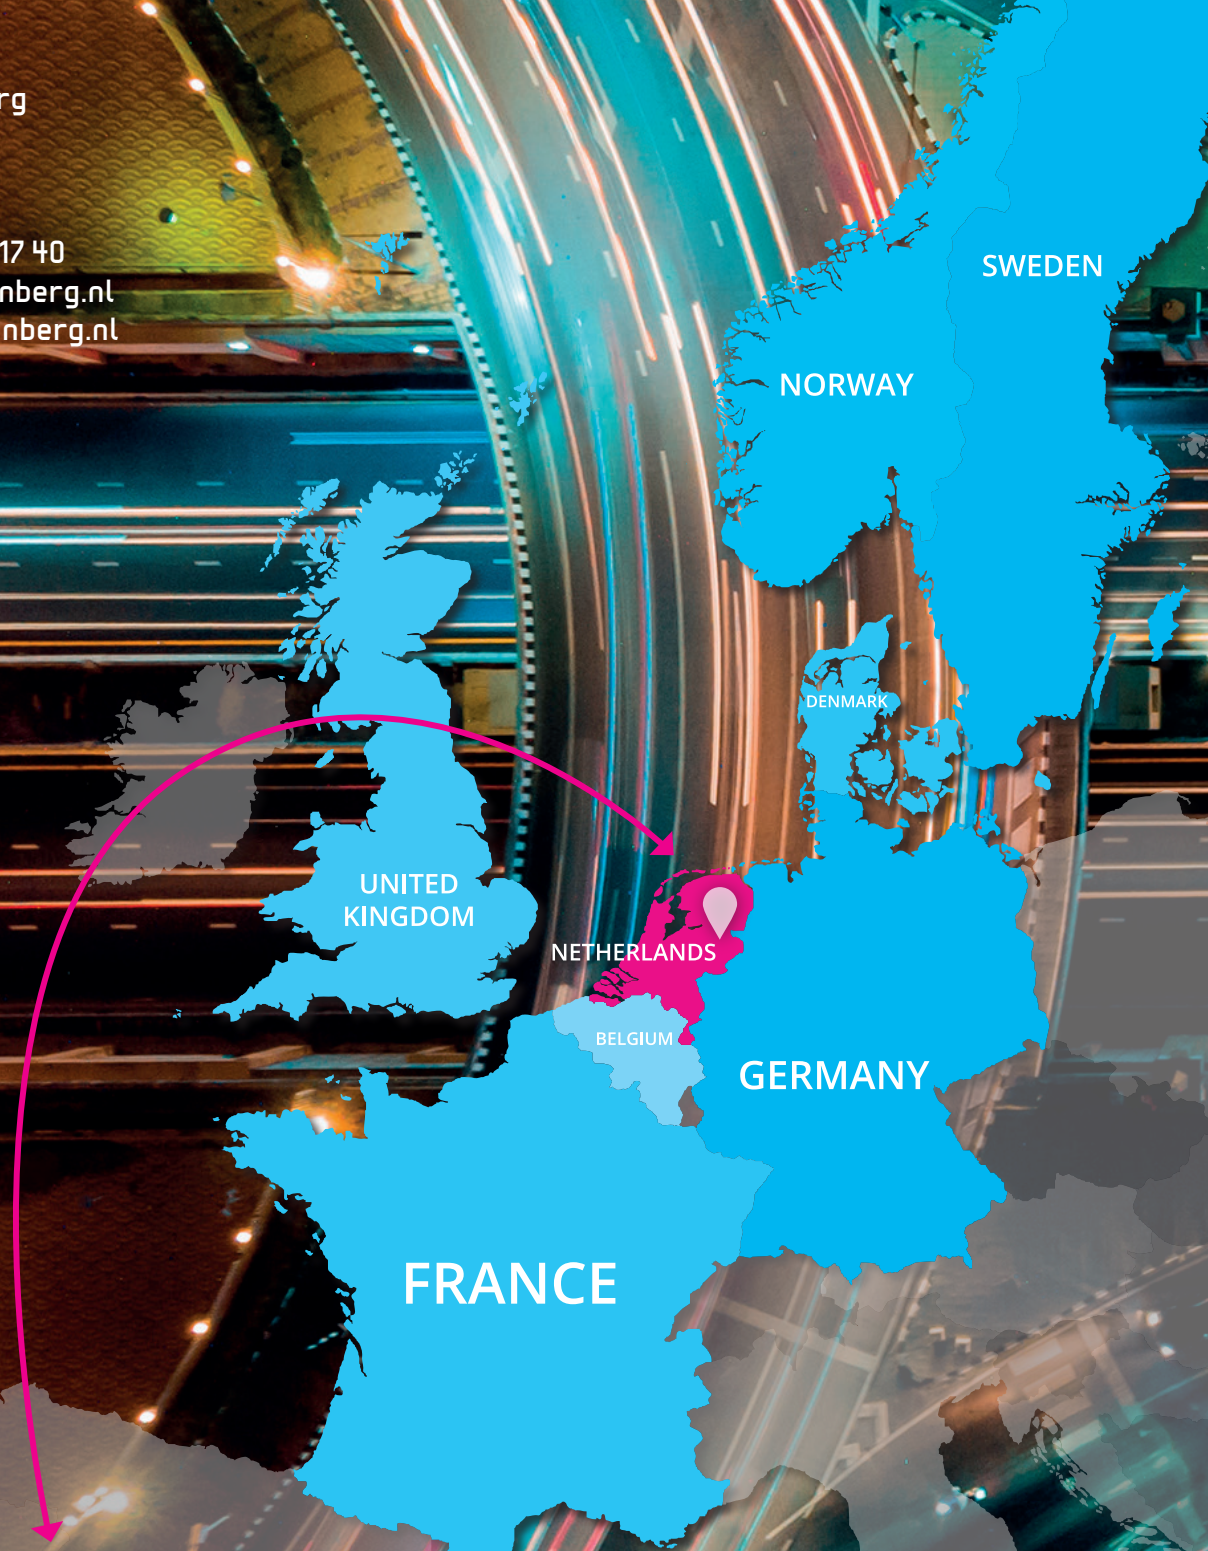 rg
17 40
nberg.nl
nberg.nl
SWEDEN
NORWAY
DENMARK
UNITED
KINGDOM
NETHERLANDS
BELGIUM
GERMANY
FRANCE